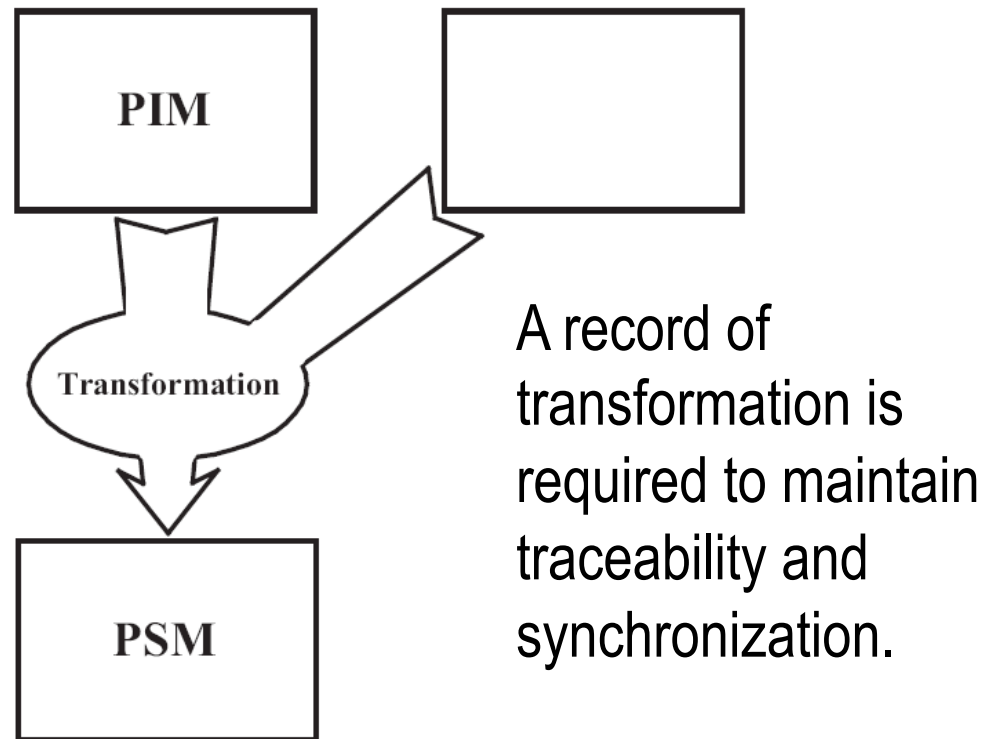 PIM
Transformation
PSM
A record of
transformation is
required to maintain
traceability and
synchronization.